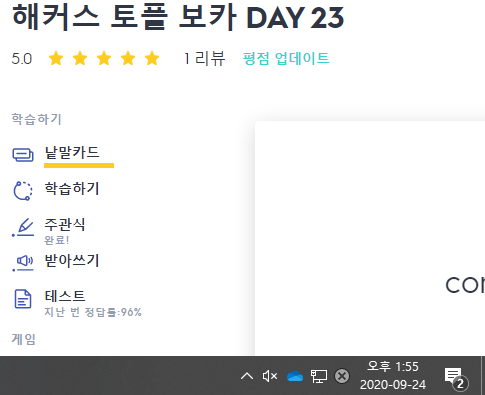 해커스 토플 보카 DAY 23
5.0 1 리뷰 평점 업데이트
학습하기
낱말카드
학습하기
주관식
완료!
받아쓰기
테스트
지난 번 정답률:96%
게임
con
오후 1:55
2020-09-24
2